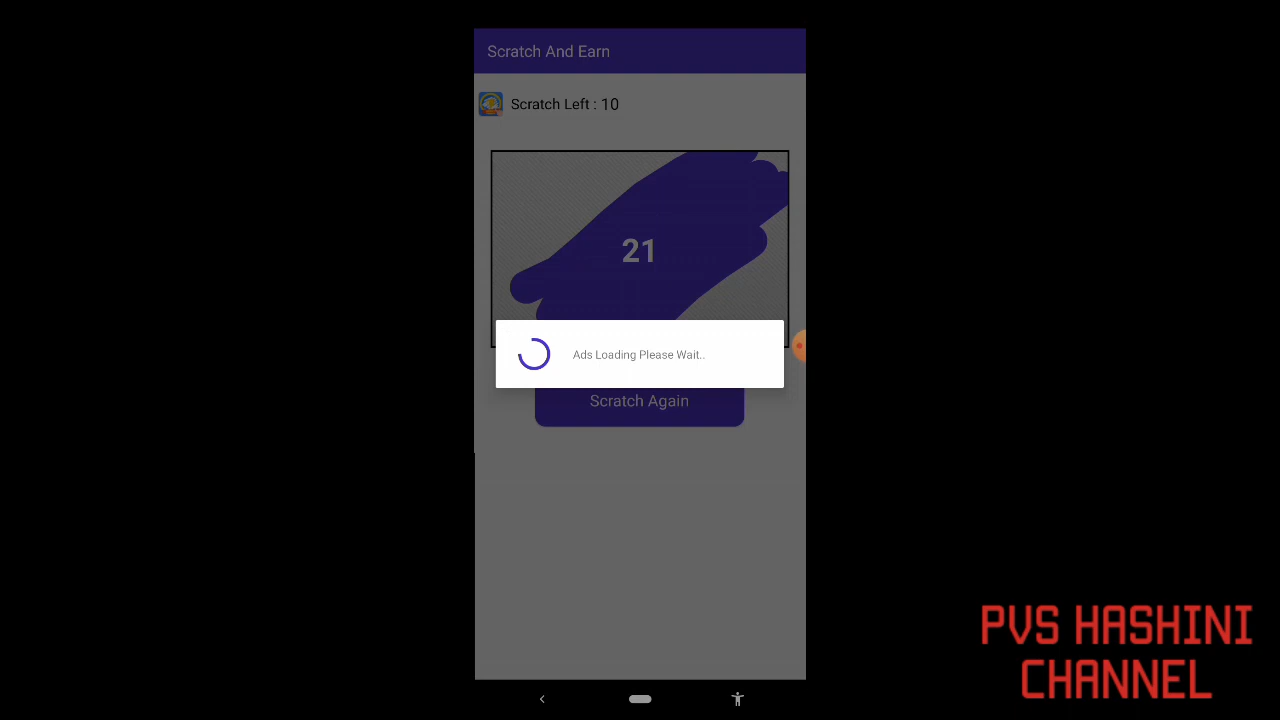 Scratch And Earn
Scratch Left : 10
21
Ads Loading Please Wait..
Scratch Again
PVS HASHINI
CHANNEL